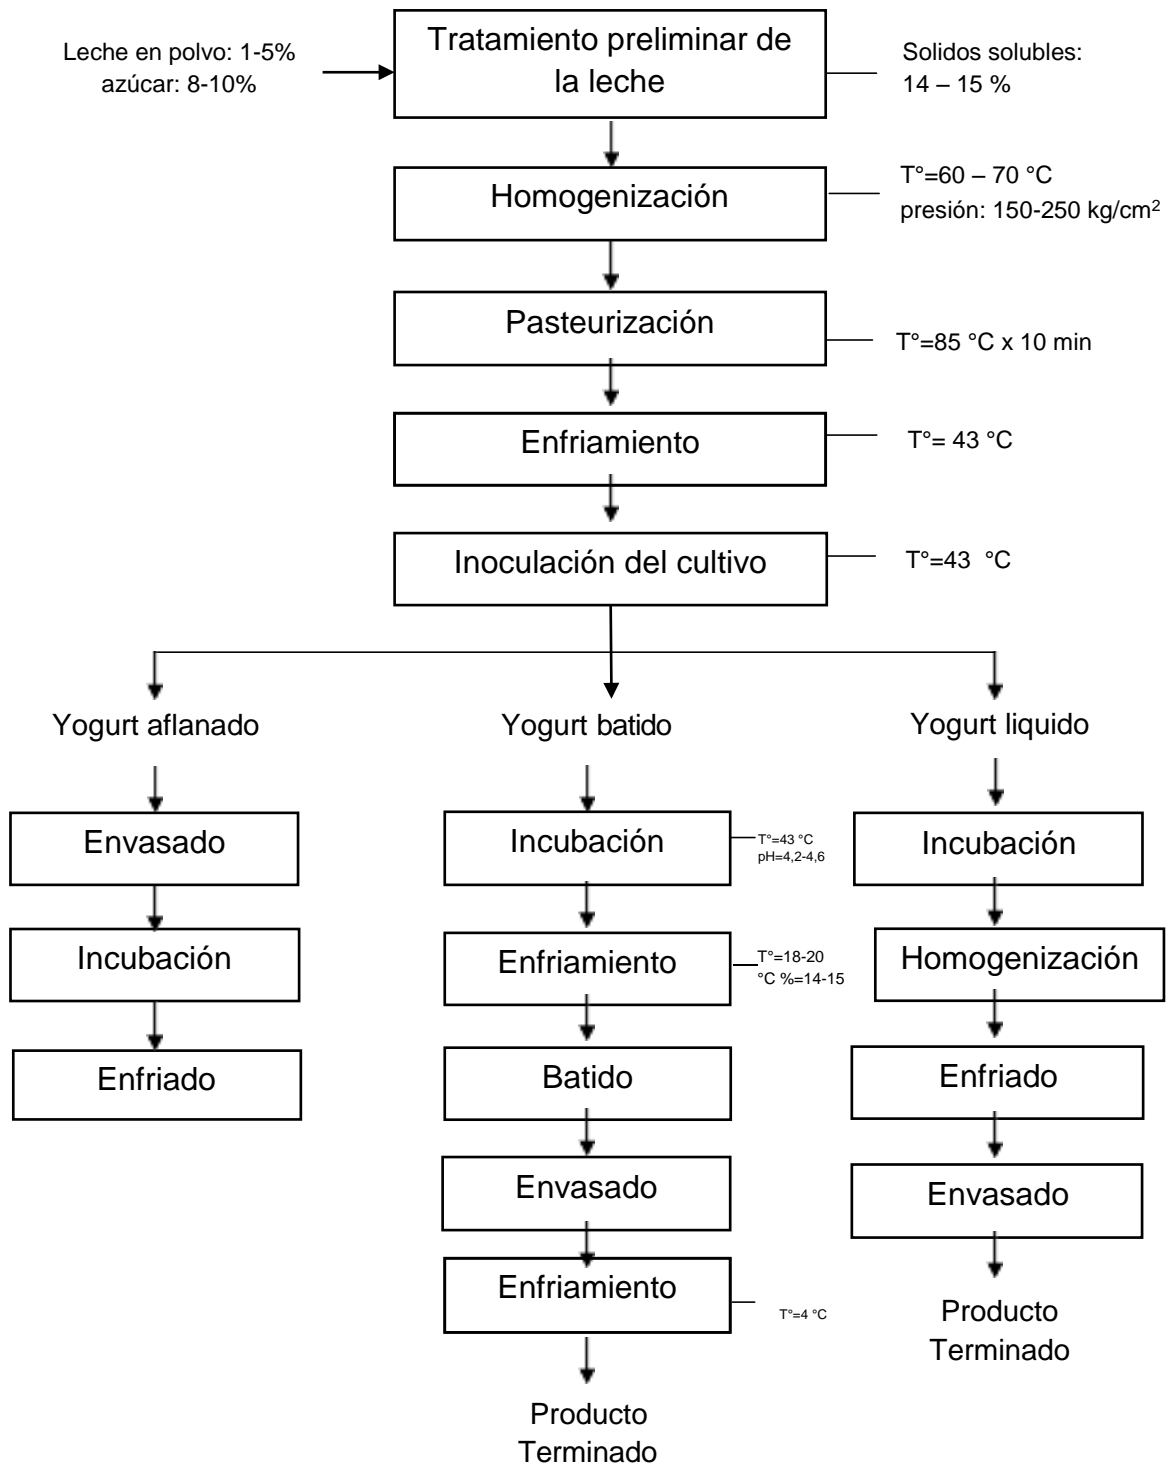 Leche en polvo: 1-5%
azúcar: 8-10%
Tratamiento preliminar de
la leche
Solidos solubles:
14 – 15 %
Homogenización
T°=60 – 70 °C
presión: 150-250 kg/cm²
Pasteurización
T°=85 °C x 10 min
Enfriamiento
T°= 43 °C
Inoculación del cultivo
T°=43 °C
Yogurt aflanado
Envasado
Incubación
Enfriado
Yogurt batido
Incubación
T°=43 °C
pH=4,2-4,6
Enfriamiento
T°=18-20
°C %=14-15
Batido
Envasado
Enfriamiento
T°=4 °C
Producto
Terminado
Yogurt liquido
Incubación
Homogenización
Enfriado
Envasado
Producto
Terminado